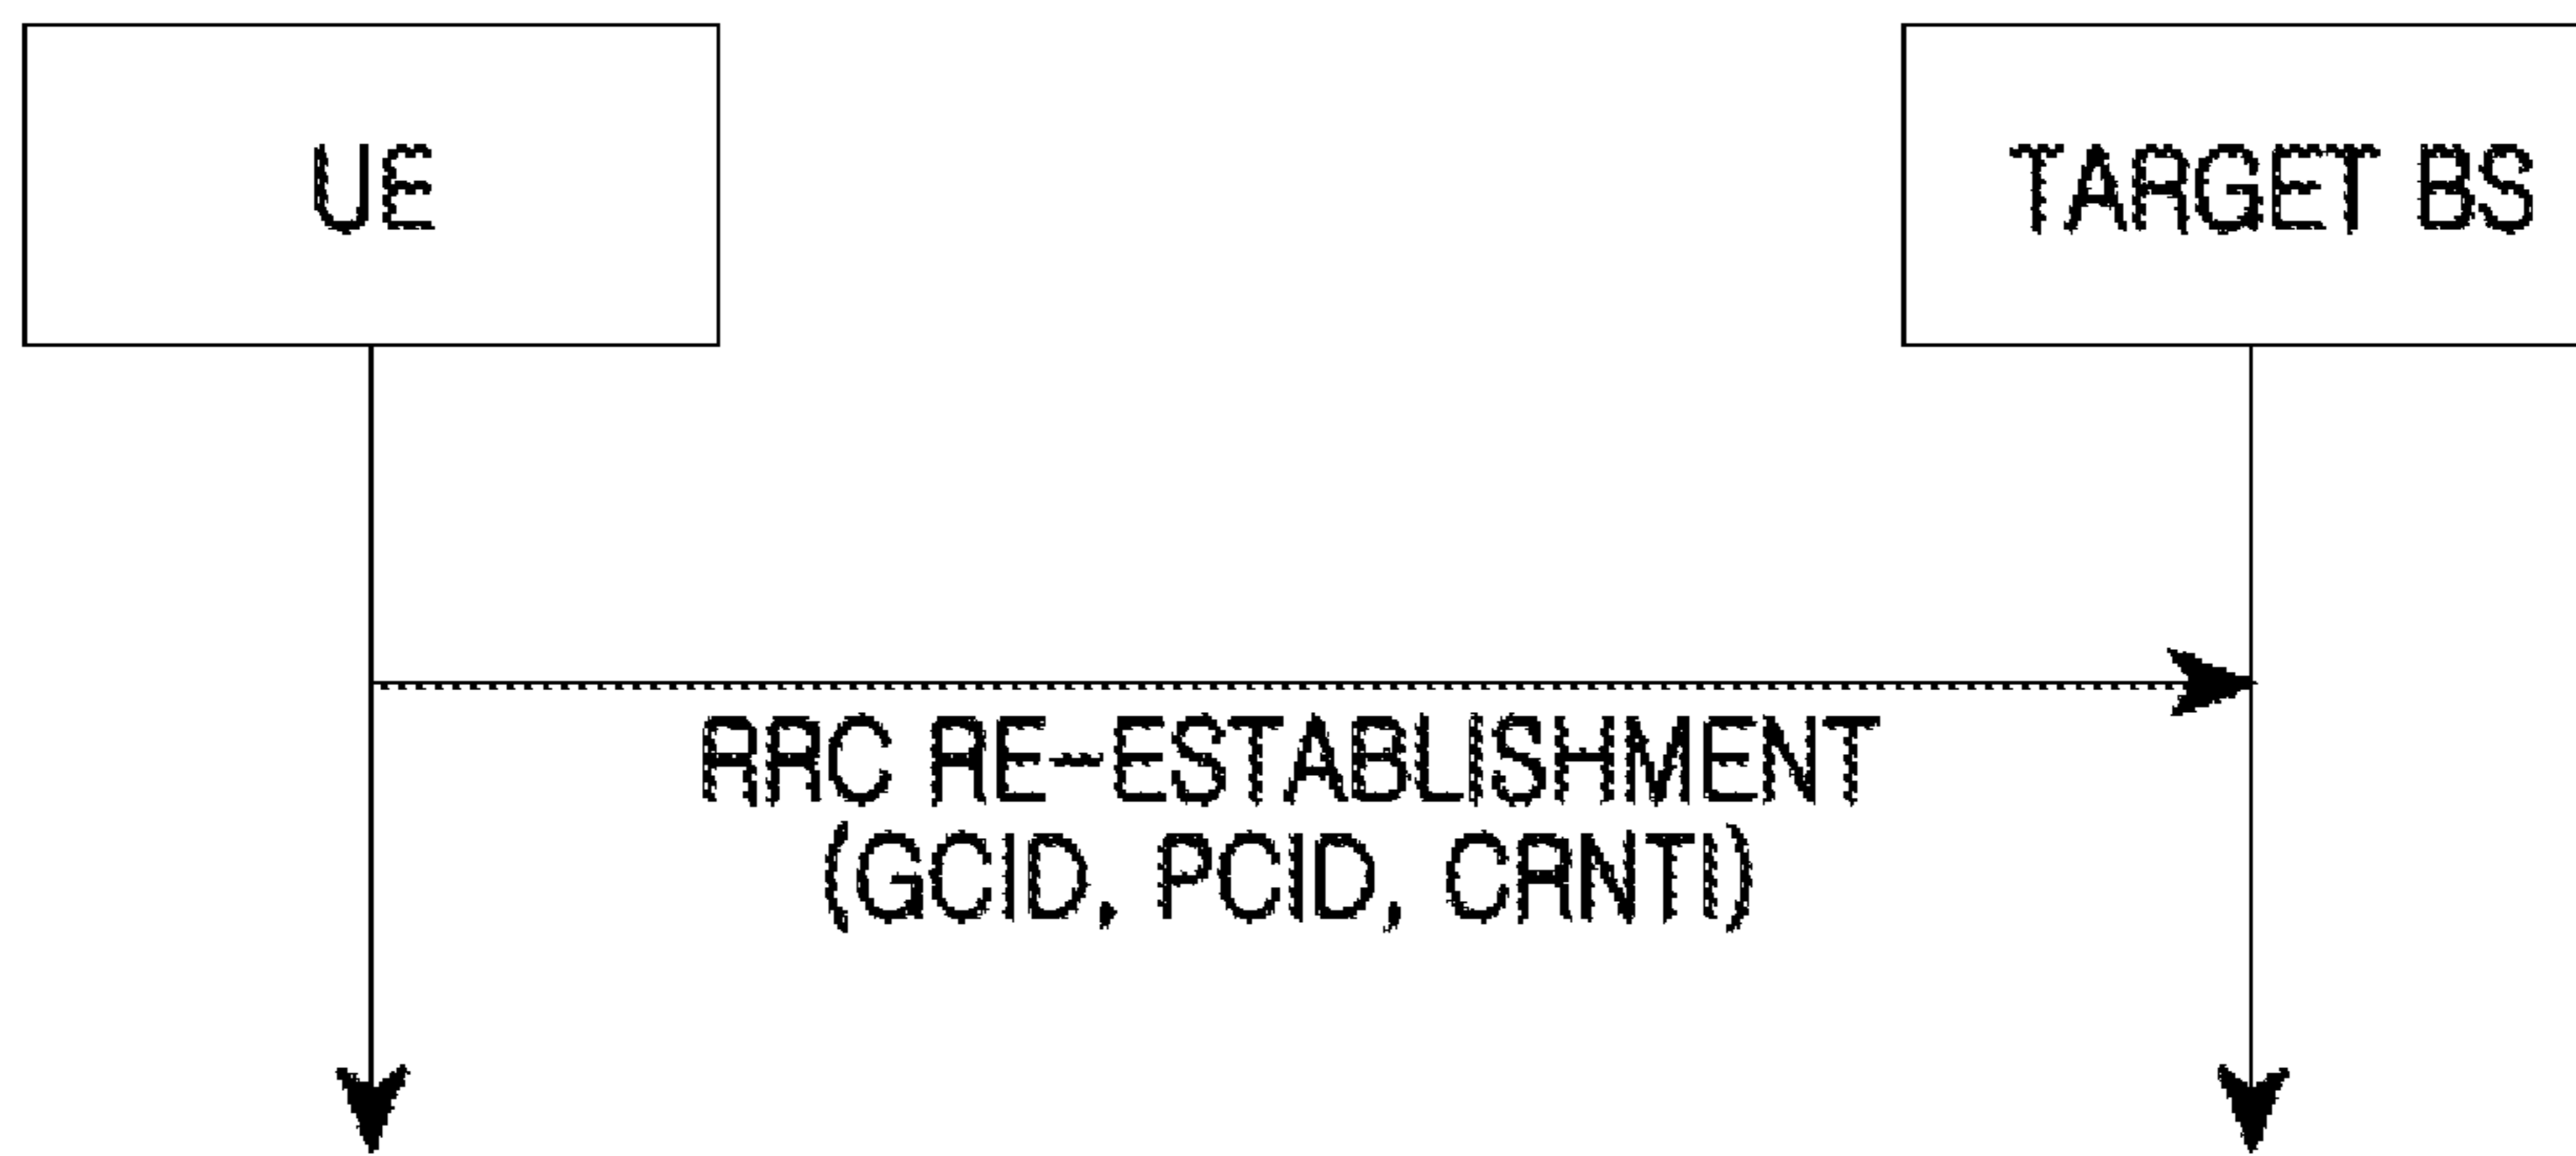 UE
TARGET BS
RRC RE-ESTABLISHMENT
(GCID, PCID, CRNTI)